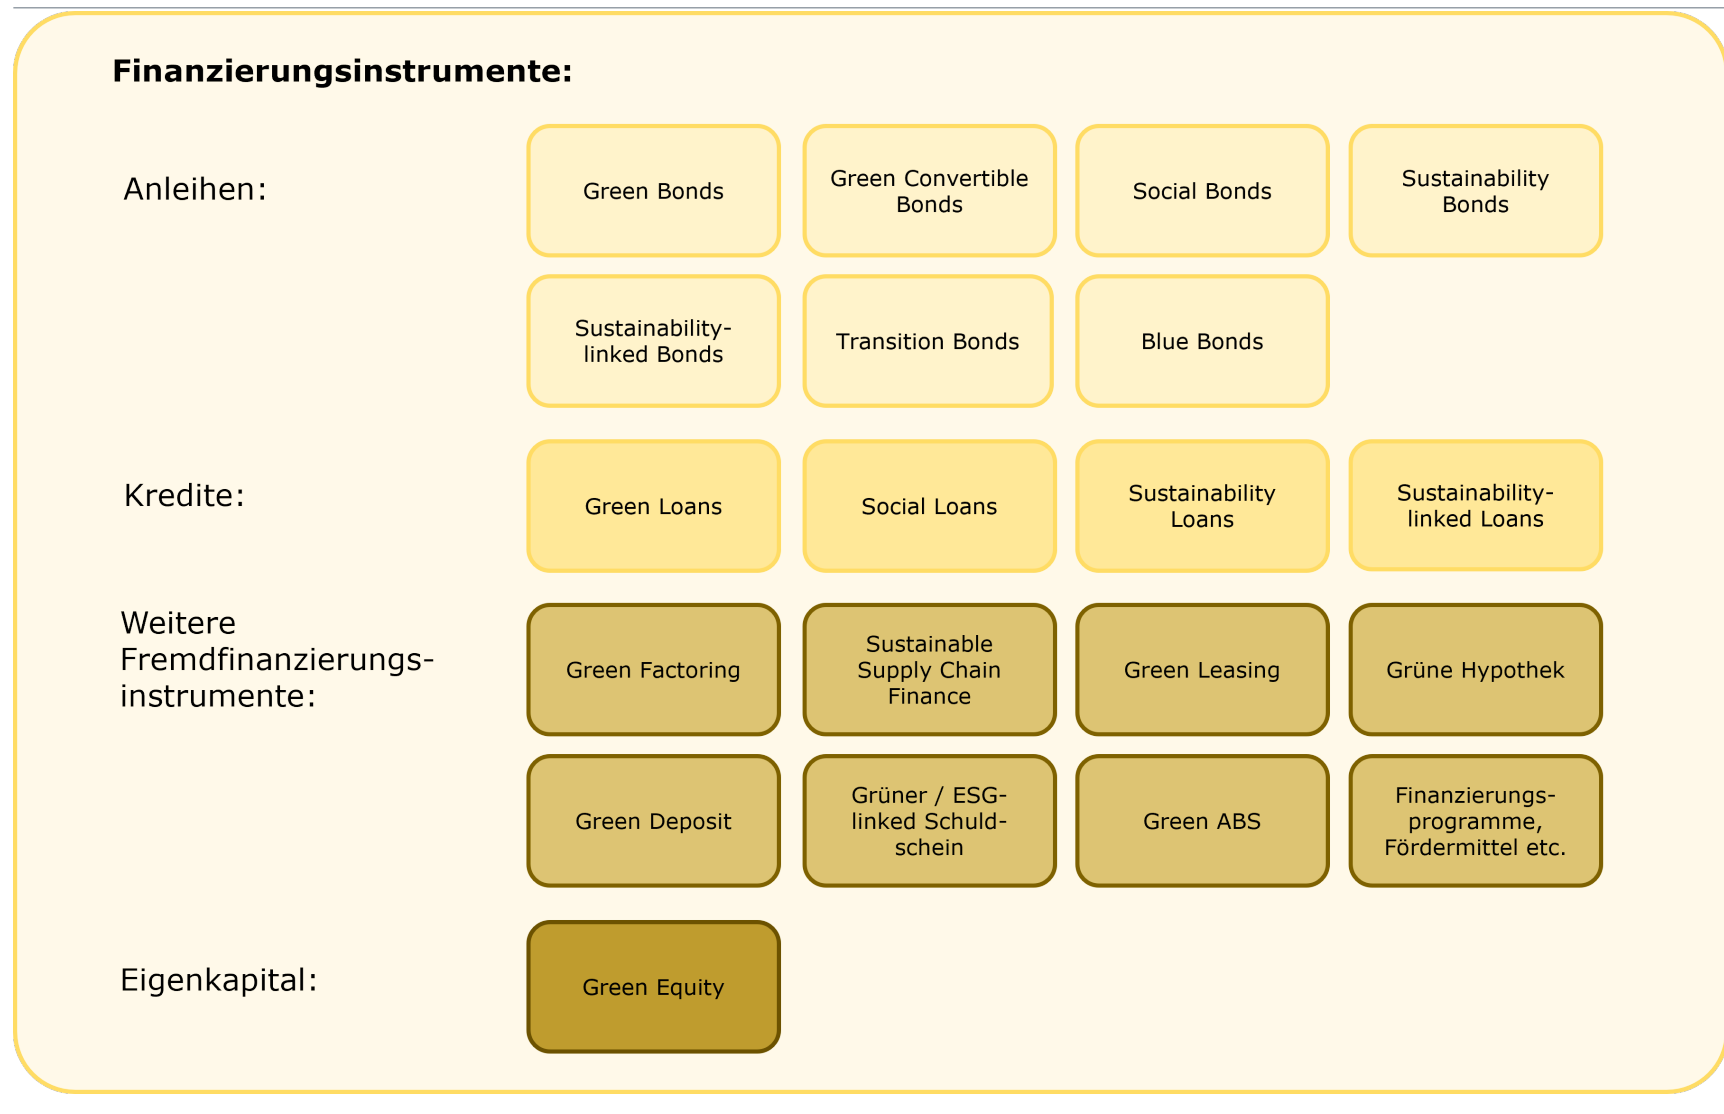 Finanzierungsinstrumente:
Anleihen:
Green Bonds
Green Convertible
Bonds
Social Bonds
Sustainability
Bonds
Sustainability-
linked Bonds
Transition Bonds
Blue Bonds
Kredite:
Green Loans
Social Loans
Sustainability
Loans
Sustainability-
linked Loans
Weitere
Fremdfinanzierungs-
instrumente:
Green Factoring
Sustainable
Supply Chain
Finance
Green Leasing
Grüne Hypothek
Green Deposit
Grüner / ESG-
linked Schuld-
schein
Green ABS
Finanzierungs-
programme,
Fördermittel etc.
Eigenkapital:
Green Equity